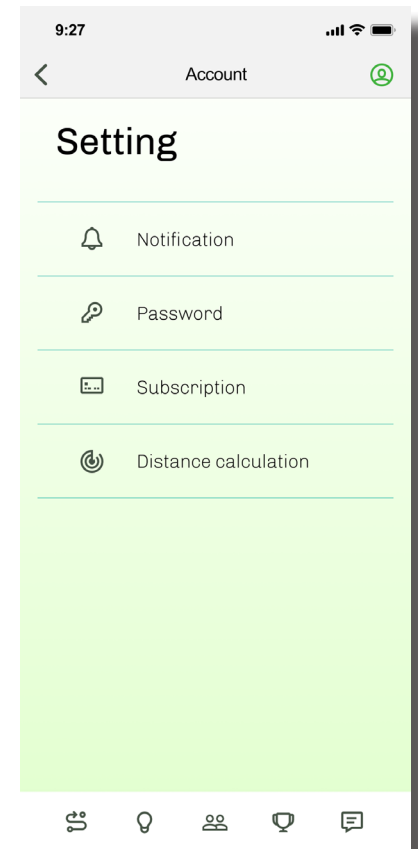 9:27
Account
Setting
Notification
Password
Subscription
Distance calculation